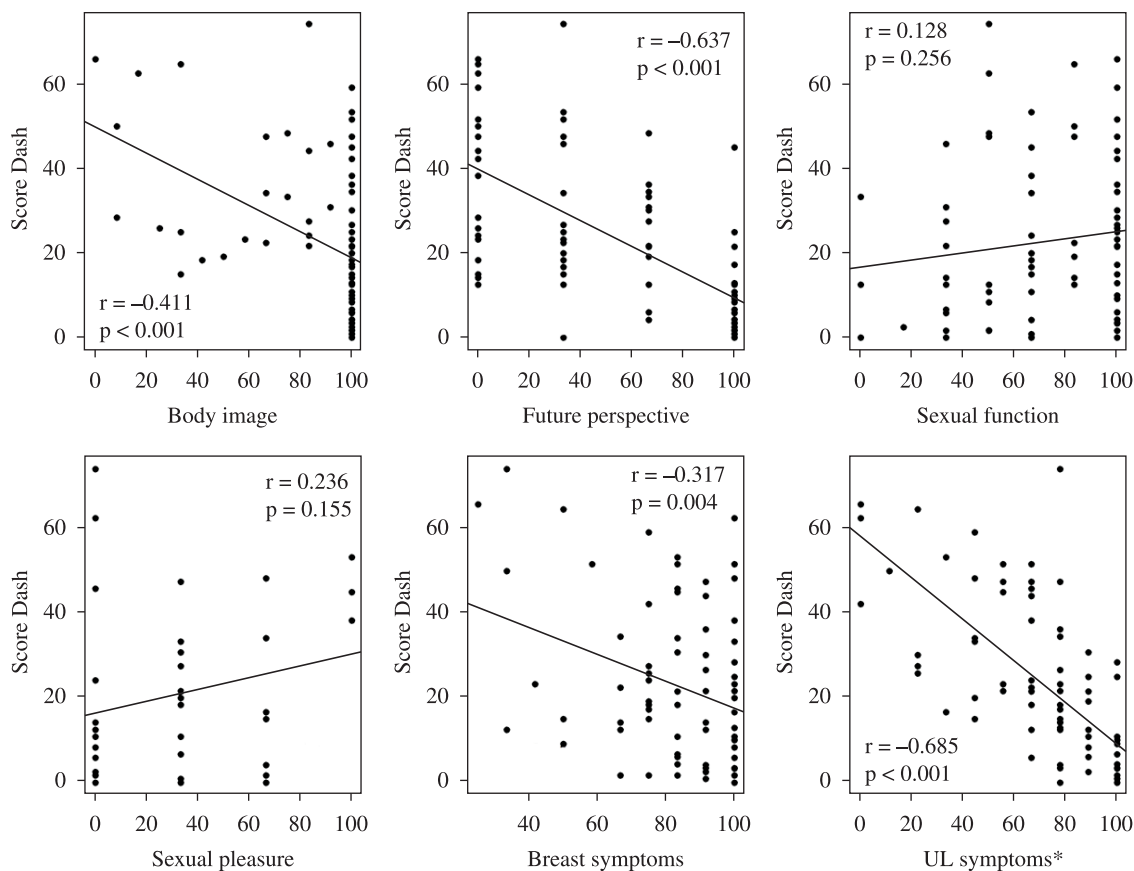 r = –0.411
p < 0.001
Score Dash
0
20
40
60
0 20 40 60 80 100
Body image
r = –0.637
p < 0.001
Score Dash
0
20
40
60
0 20 40 60 80 100
Future perspective
r = 0.128
p = 0.256
Score Dash
0
20
40
60
0 20 40 60 80 100
Sexual function
r = 0.236
p = 0.155
Score Dash
0
20
40
60
0 20 40 60 80 100
Sexual pleasure
r = –0.317
p = 0.004
Score Dash
0
20
40
60
40 60 80 100
Breast symptoms
r = –0.685
p < 0.001
Score Dash
0
20
40
60
0 20 40 60 80 100
UL symptoms*